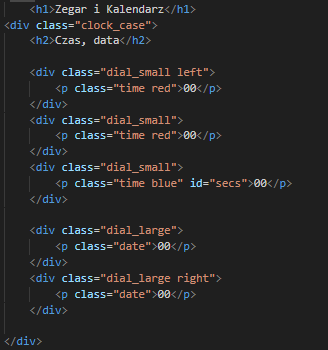 <h1>Zegar i Kalendarz</h1>
<div class="clock_case">
<h2>Czas, data</h2>
<div class="dial_small left">
<p class="time red">00</p>
</div>
<div class="dial_small">
<p class="time red">00</p>
</div>
<div class="dial_small">
<p class="time blue" id="secs">00</p>
</div>
<div class="dial_large">
<p class="date">00</p>
</div>
<div class="dial_large right">
<p class="date">00</p>
</div>
</div>